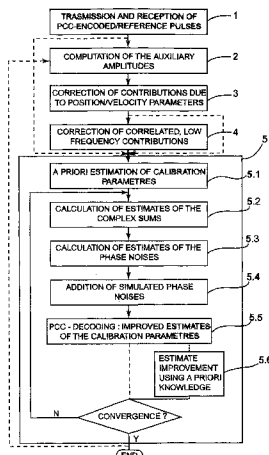 TRASMISSION AND RECEPTION OF
PCC-ENCODED/REFERENCE PULSES
1
COMPUTATION OF THE AUXILIARY
AMPLITUDES
2
CORRECTION OF CONTRIBUTIONS DUE
TO POSITION/VELOCITY PARAMETERS
3
CORRECTION OF CORRELATED, LOW
FREQUENCY CONTRIBUTIONS
4
5
A PRIORI ESTIMATION OF CALIBRATION
PARAMETRES
5.1
CALCULATION OF ESTIMATES OF THE
COMPLEX SUMS
5.2
CALCULATION OF ESTIMATES OF THE
PHASE NOISES
5.3
ADDITION OF SIMULATED PHASE
NOISES
5.4
PCC - DECODING : IMPROVED ESTIMATES
OF THE CALIBRATION PARAMETRES
5.5
ESTIMATE
IMPROVEMENT
USING A PRIORI
KNOWLEDGE
5.6
N
CONVERGENCE ?
Y
END